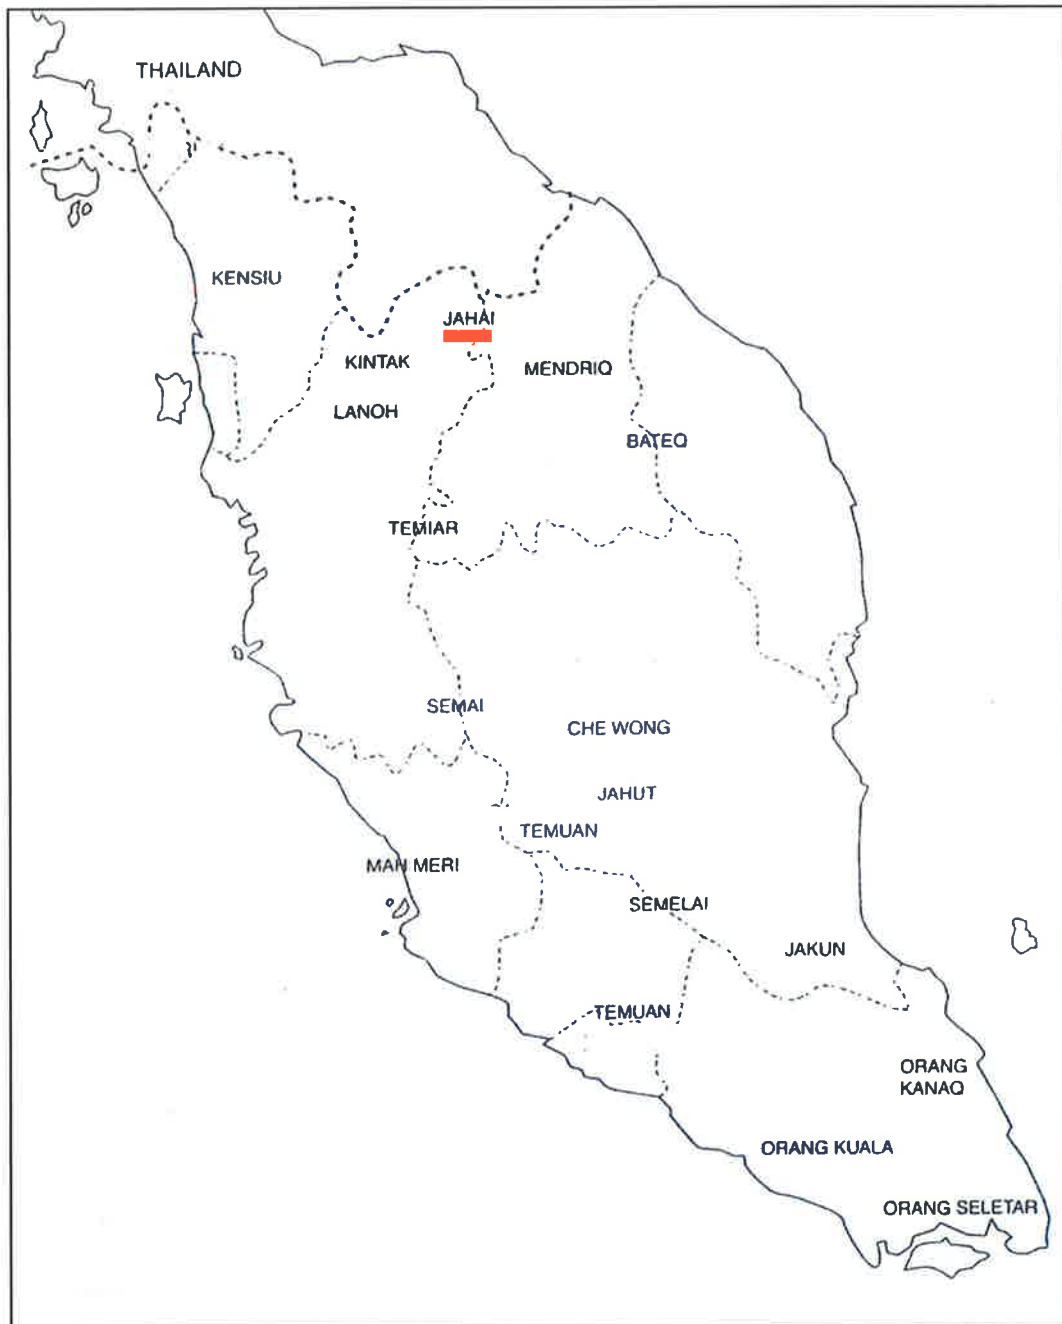 THAILAND
KENSIU
JAHAI
KINTAK
MENDRIQ
LANOH
BATEQ
TEMIAR
SEMAI
CHE WONG
JAHUT
TEMUAN
MAH MERI
SEMELAI
JAKUN
TEMUAN
ORANG
KANAQ
ORANG KUALA
ORANG SELETAR